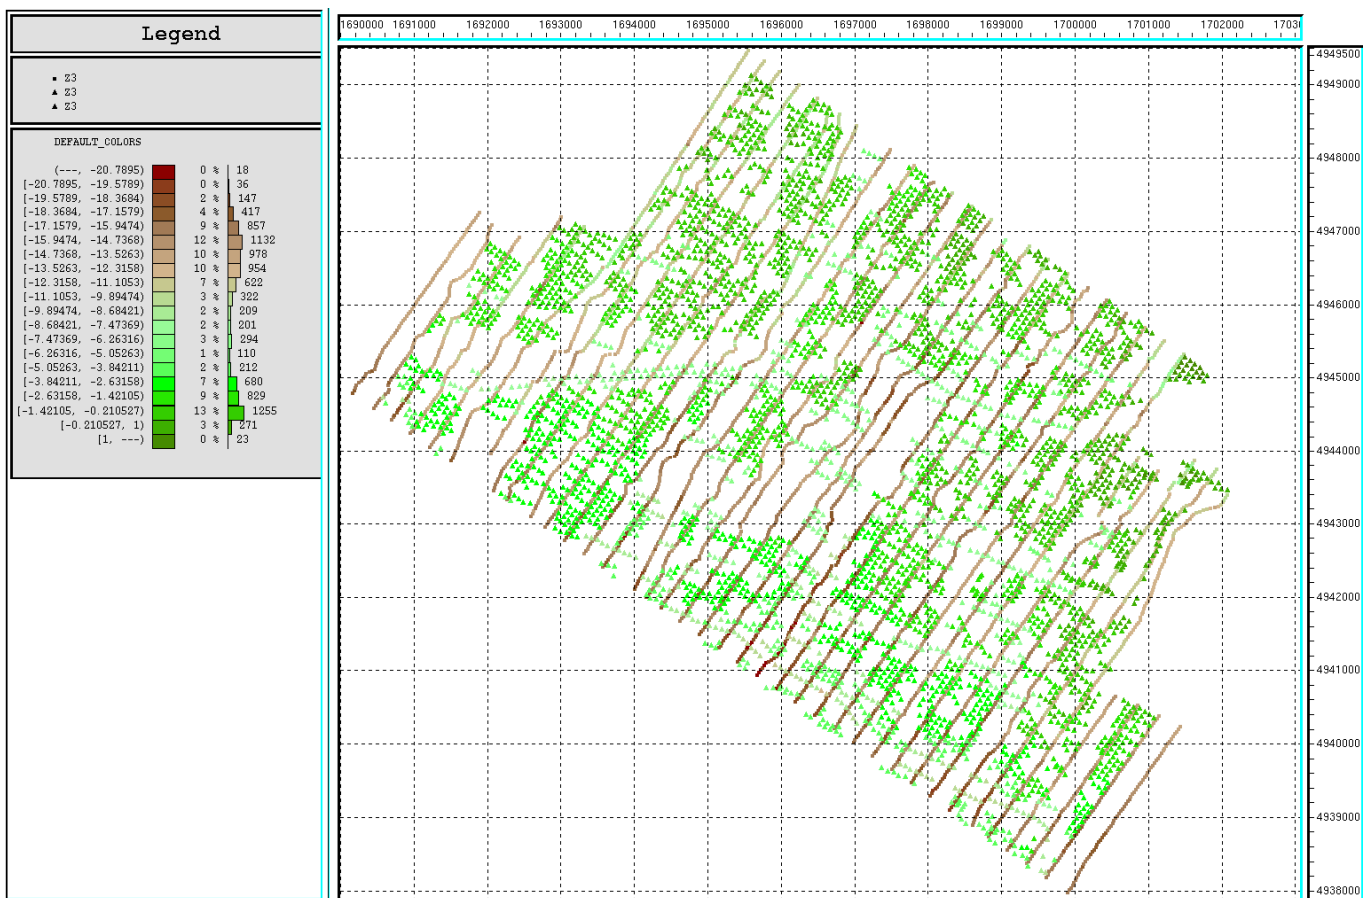 Legend
Z3
Z3
Z3
DEFAULT_COLORS
(---, -20.7895) 0 % 18
[-20.7895, -19.5789) 0 % 36
[-19.5789, -18.3684) 2 % 147
[-18.3684, -17.1579) 4 % 417
[-17.1579, -15.9474) 9 % 857
[-15.9474, -14.7368) 12 % 1132
[-14.7368, -13.5263) 10 % 978
[-13.5263, -12.3158) 10 % 954
[-12.3158, -11.1053) 7 % 622
[-11.1053, -9.89474) 3 % 322
[-9.89474, -8.68421) 2 % 209
[-8.68421, -7.47369) 2 % 201
[-7.47369, -6.26316) 3 % 294
[-6.26316, -5.05263) 1 % 110
[-5.05263, -3.84211) 2 % 212
[-3.84211, -2.63158) 7 % 680
[-2.63158, -1.42105) 9 % 829
[-1.42105, -0.210527) 13 % 1255
[-0.210527, 1) 3 % 271
[1, ---) 0 % 23
1690000 1691000 1692000 1693000 1694000 1695000 1696000 1697000 1698000 1699000 1700000 1701000 1702000 1703
4949500
4949000
4948000
4947000
4946000
4945000
4944000
4943000
4942000
4941000
4940000
4939000
4938000